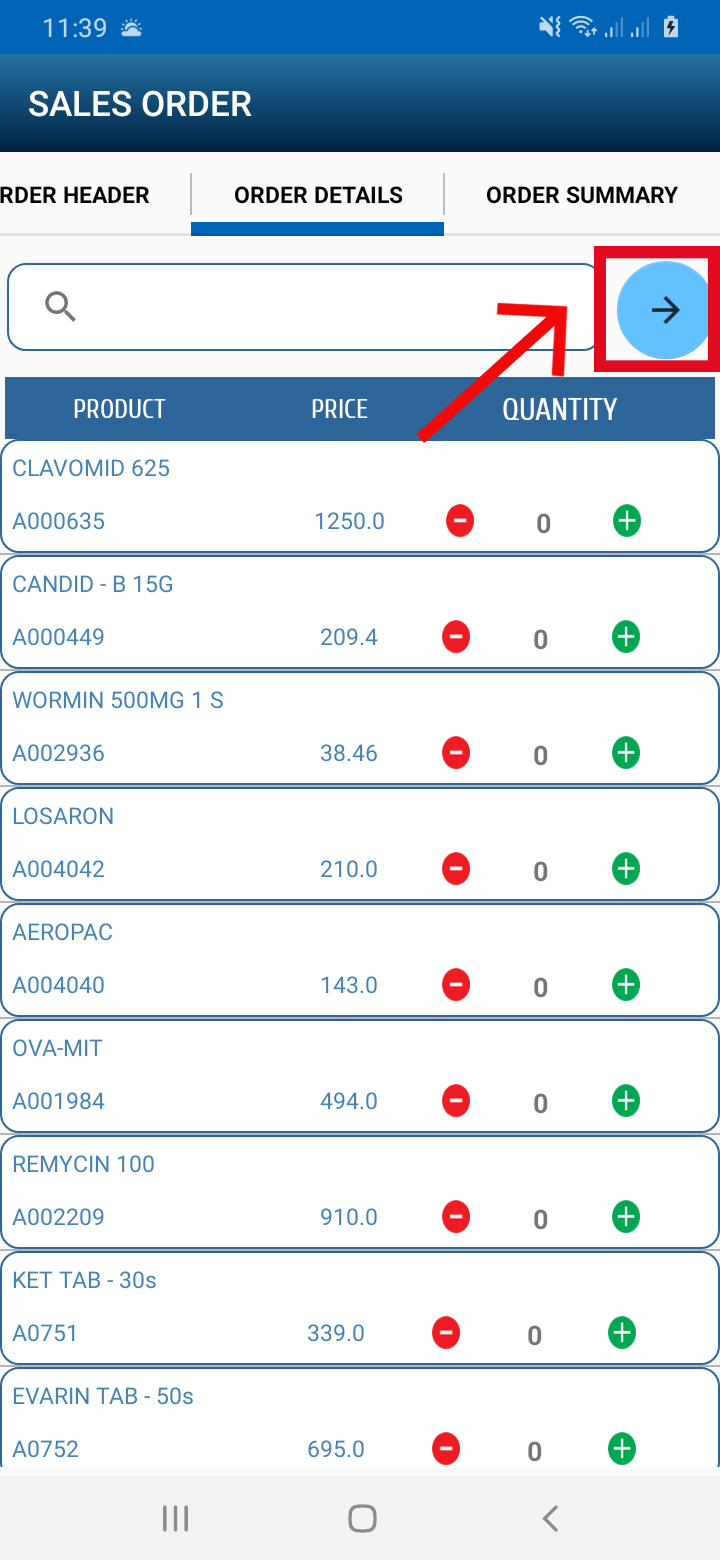 11:39
SALES ORDER
RDER HEADER ORDER DETAILS ORDER SUMMARY
PRODUCT PRICE QUANTITY
CLAVOMID 625
A000635 1250.0 0
CANDID - B 15G
A000449 209.4 0
WORMIN 500MG 1 S
A002936 38.46 0
LOSARON
A004042 210.0 0
AEROPAC
A004040 143.0 0
OVA-MIT
A001984 494.0 0
REMYCIN 100
A002209 910.0 0
KET TAB - 30s
A0751 339.0 0
EVARIN TAB - 50s
A0752 695.0 0